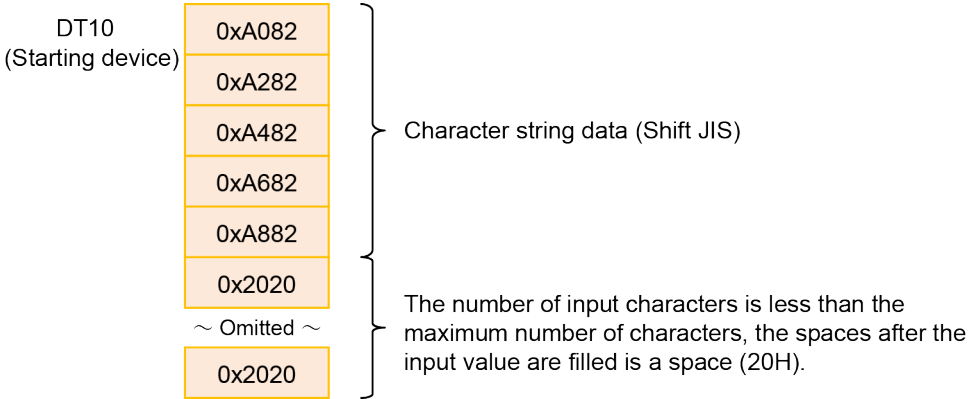 DT10
(Starting device)
0xA082
0xA282
0xA482
0xA682
0xA882
0x2020
～ Omitted ～
0x2020
Character string data (Shift JIS)
The number of input characters is less than the
maximum number of characters, the spaces after the
input value are filled is a space (20H).